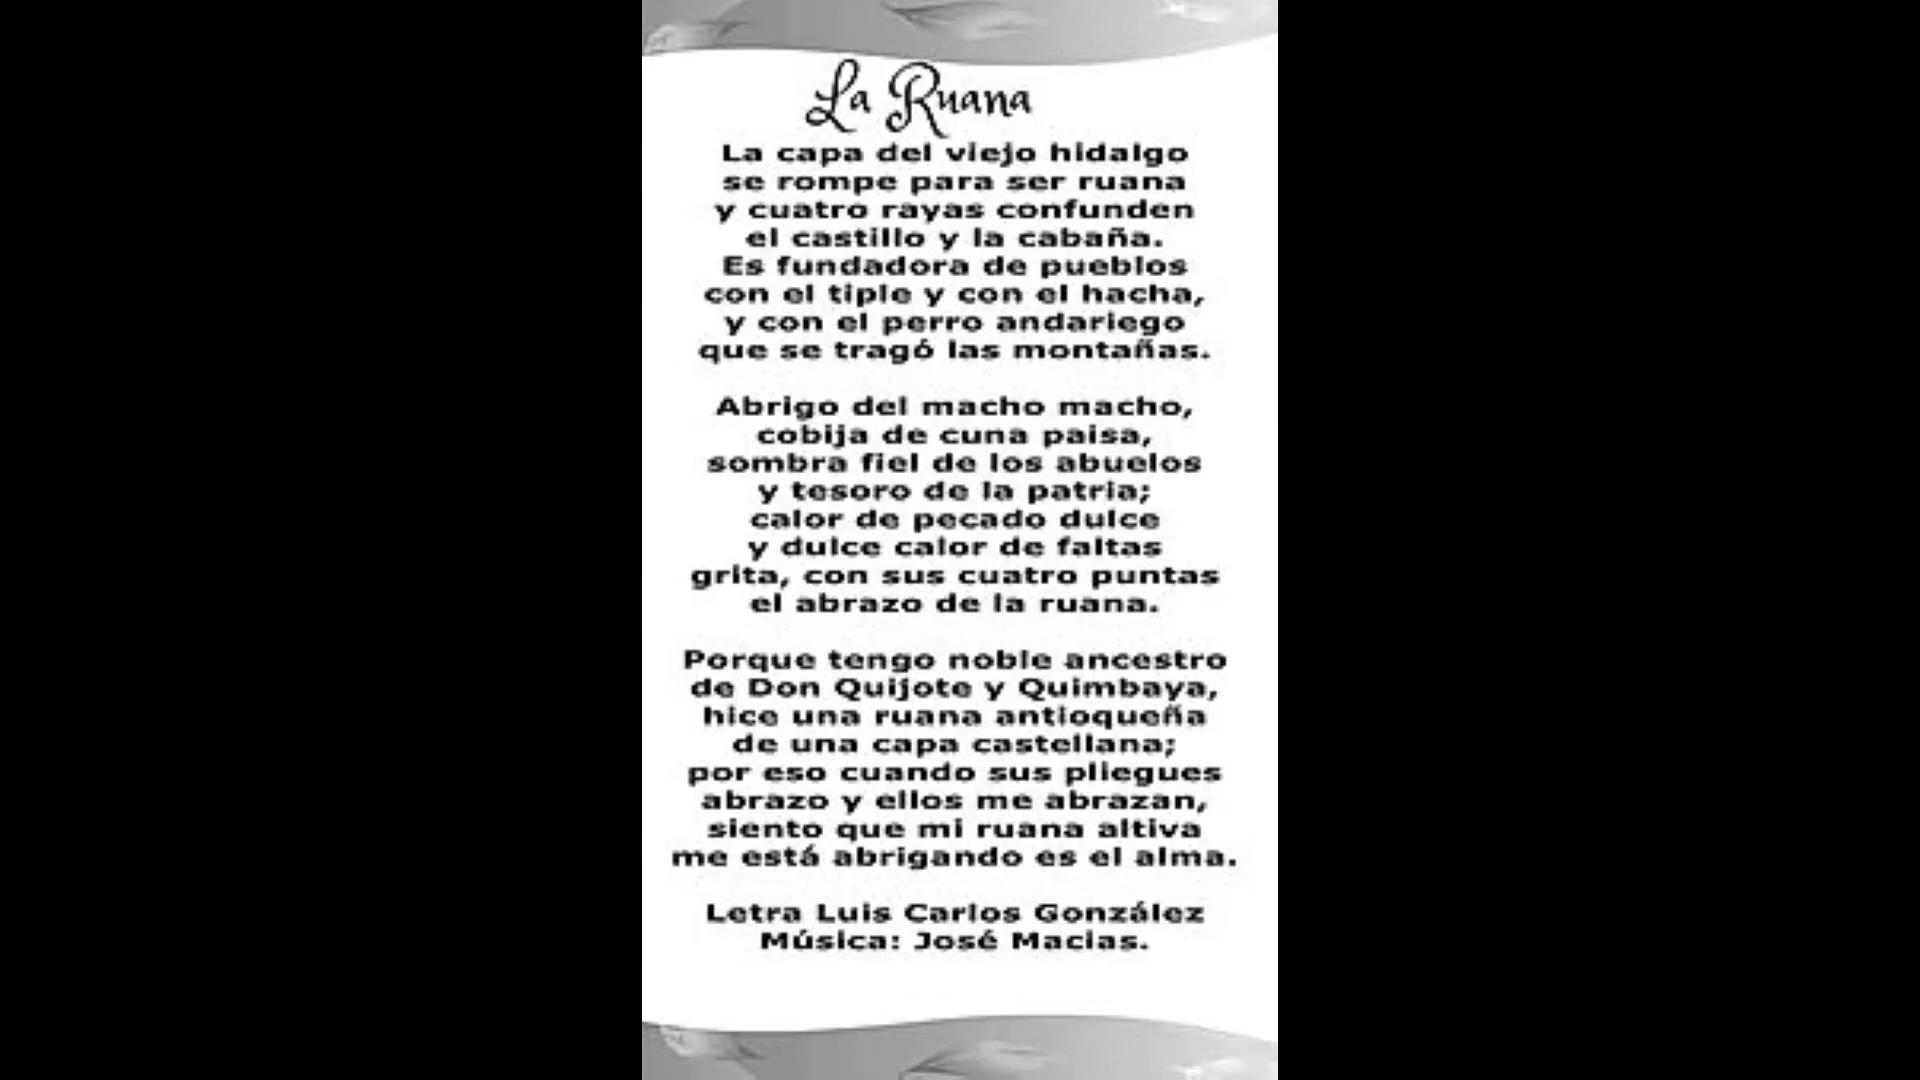 La Ruana
La capa del viejo hidalgo
se rompe para ser ruana
y cuatro rayas confunden
el castillo y la cabaña.
Es fundadora de pueblos
con el tiple y con el hacha,
y con el perro andariego
que se tragó las montañas.
Abrigo del macho macho,
cobija de cuna paisa,
sombra fiel de los abuelos
y tesoro de la patria;
calor de pecado dulce
y dulce calor de faltas
grita, con sus cuatro puntas
el abrazo de la ruana.
Porque tengo noble ancestro
de Don Quijote y Quimbaya,
hice una ruana antioqueña
de una capa castellana;
por eso cuando sus pliegues
abrazo y ellos me abrazan,
siento que mi ruana altiva
me está abrigando es el alma.
Letra Luis Carlos González
Música: José Macias.